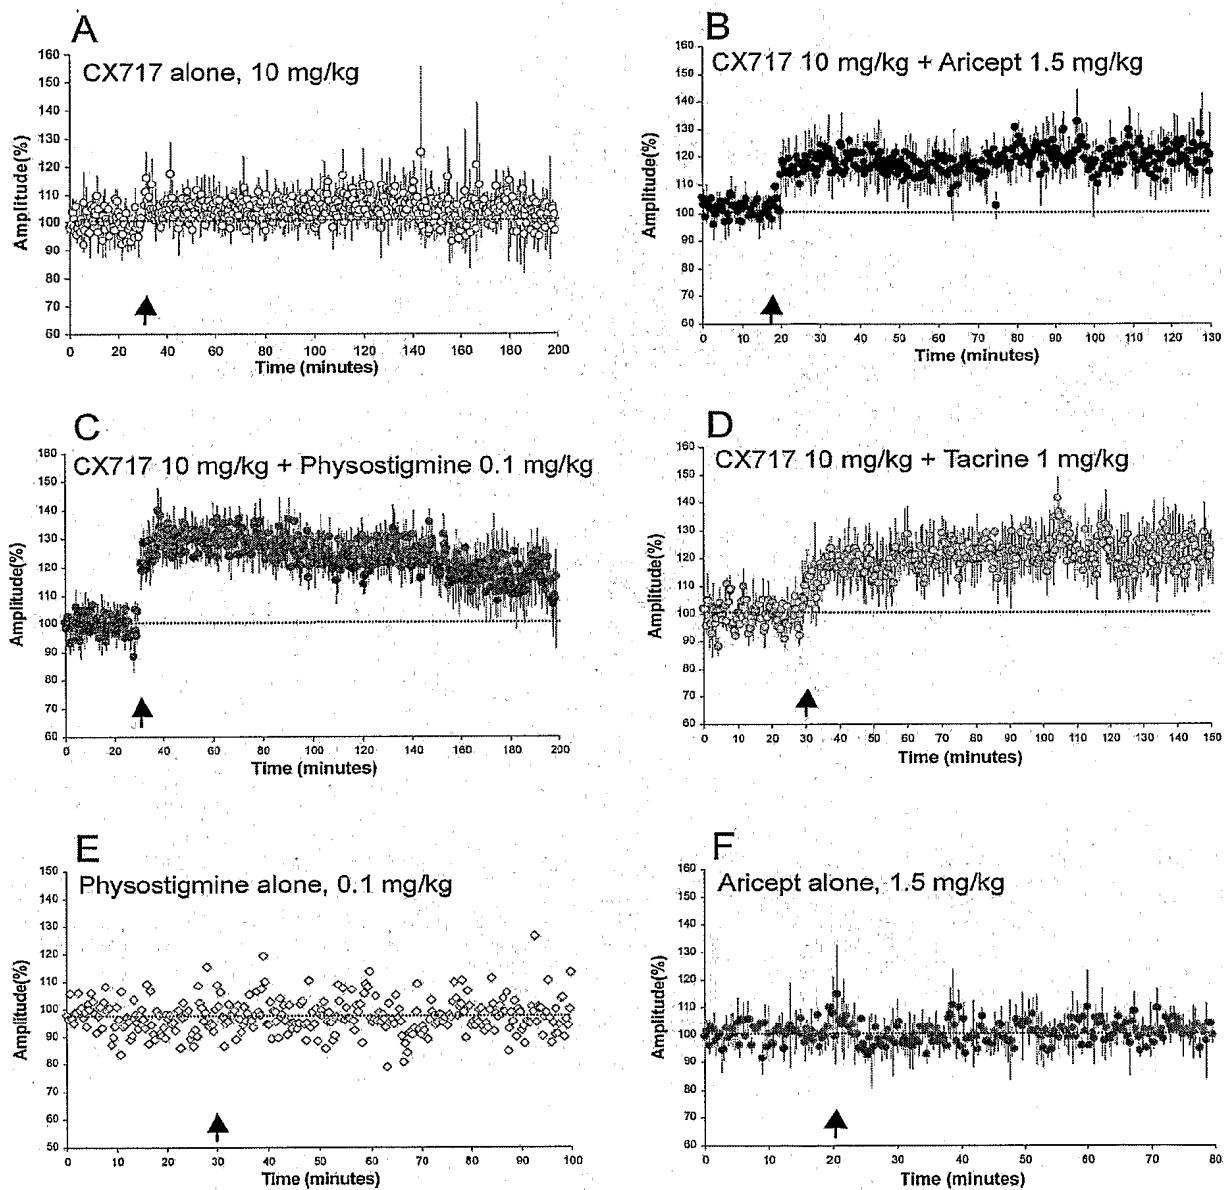 A
CX717 alone, 10 mg/kg
160
150
140
130
120
110
100
90
80
70
60
Amplitude(%)
0 20 40 60 80 100 120 140 160 180 200
Time (minutes)
B
CX717 10 mg/kg + Aricept 1.5 mg/kg
160
150
140
130
120
110
100
90
80
70
60
Amplitude(%)
0 10 20 30 40 50 60 70 80 90 100 110 120 130
Time (minutes)
C
CX717 10 mg/kg + Physostigmine 0.1 mg/kg
180
150
140
130
120
110
100
90
80
70
60
Amplitude(%)
0 20 40 60 80 100 120 140 160 180 200
Time (minutes)
D
CX717 10 mg/kg + Tacrine 1 mg/kg
160
150
140
130
120
110
100
90
80
70
60
Amplitude(%)
0 10 20 30 40 50 60 70 80 90 100 110 120 130 140 150
Time (minutes)
E
Physostigmine alone, 0.1 mg/kg
150
140
130
120
110
100
90
80
70
60
50
Amplitude(%)
0 10 20 30 40 50 60 70 80 90 100
Time (minutes)
F
Aricept alone, 1.5 mg/kg
160
150
140
130
120
110
100
90
80
70
60
Amplitude(%)
0 10 20 30 40 50 60 70 80
Time (minutes)